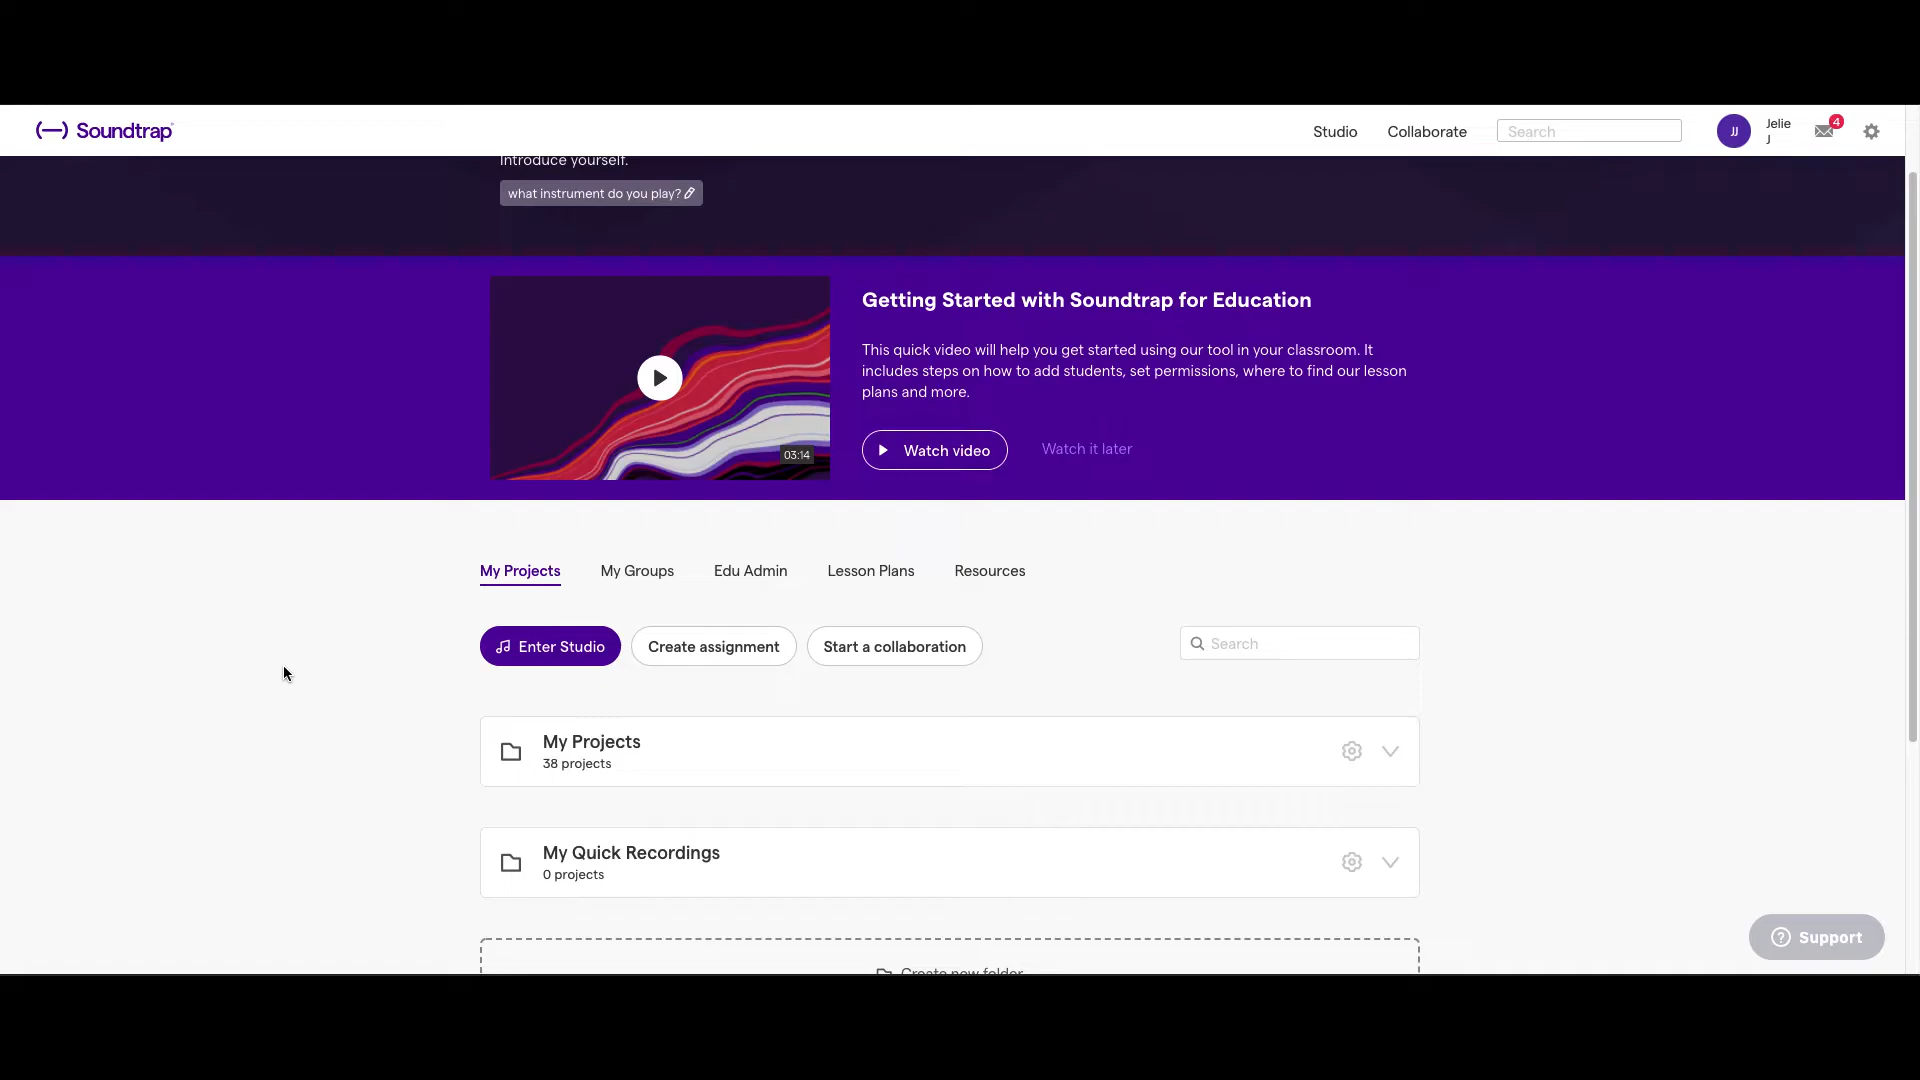 Soundtrap
Studio
Collaborate
Search
JJ
Jelie
J
4
Introduce yourself.
what instrument do you play?
Getting Started with Soundtrap for Education
This quick video will help you get started using our tool in your classroom. It
includes steps on how to add students, set permissions, where to find our lesson
plans and more.
03:14
Watch video
Watch it later
My Projects
My Groups
Edu Admin
Lesson Plans
Resources
Enter Studio
Create assignment
Start a collaboration
Search
My Projects
38 projects
My Quick Recordings
0 projects
Create new folder
Support